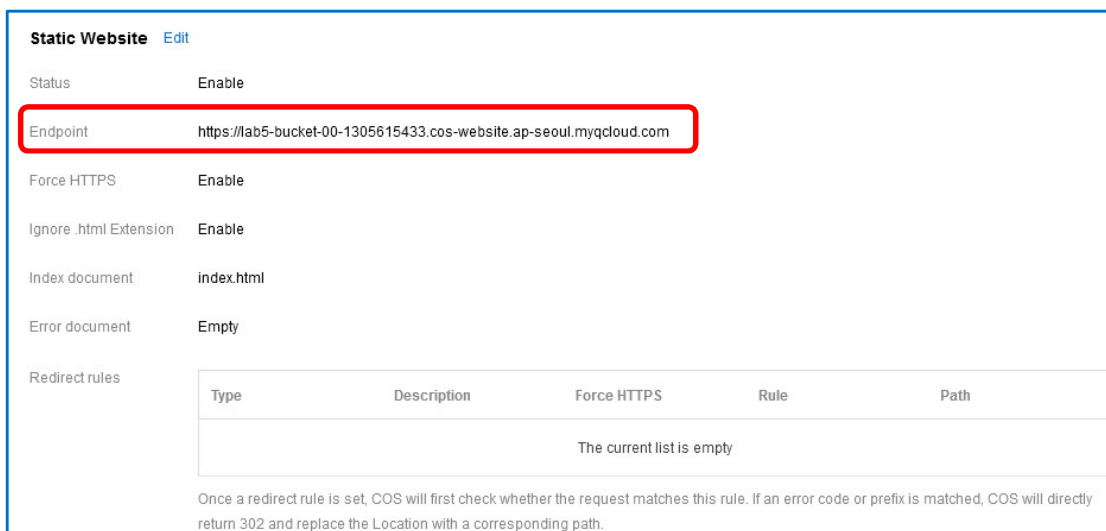 Static Website Edit
Status Enable
Endpoint https://lab5-bucket-00-1305615433.cos-website.ap-seoul.myqcloud.com
Force HTTPS Enable
Ignore .html Extension Enable
Index document index.html
Error document Empty
Redirect rules
Type Description Force HTTPS Rule Path
The current list is empty
Once a redirect rule is set, COS will first check whether the request matches this rule. If an error code or prefix is matched, COS will directly
return 302 and replace the Location with a corresponding path.